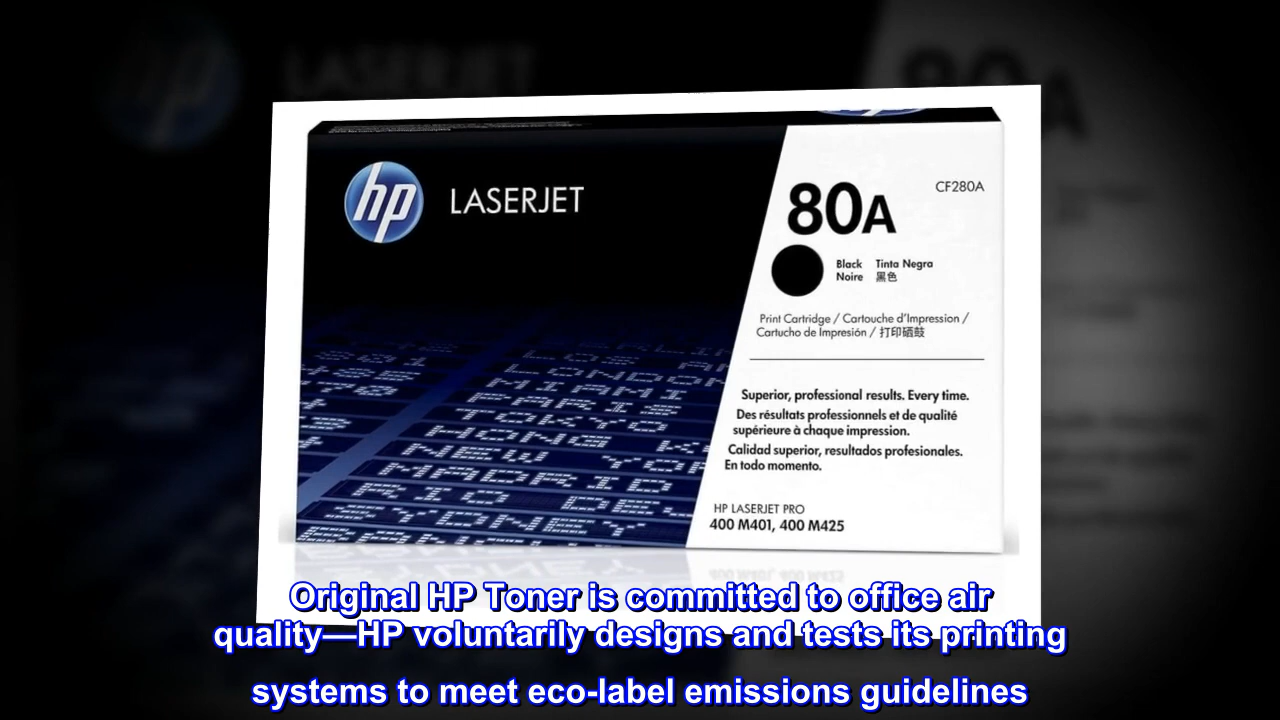 hp
LASERJET
80A
CF280A
Black Tinta Negra
Noire 黑色
Print Cartridge / Cartouche d'Impression /
Cartucho de Impresión / 打印硒鼓
Superior, professional results. Every time.
Des résultats professionnels et de qualité
supérieure à chaque impression.
Calidad superior, resultados profesionales.
En todo momento.
HP LASERJET PRO
400 M401, 400 M425
LONDON
MIAMI
PARIS
TOKYO
HONG K
NEW YOR
MADRID
RIO DE
SYDNEY
Original HP Toner is committed to office air
quality—HP voluntarily designs and tests its printing
systems to meet eco-label emissions guidelines